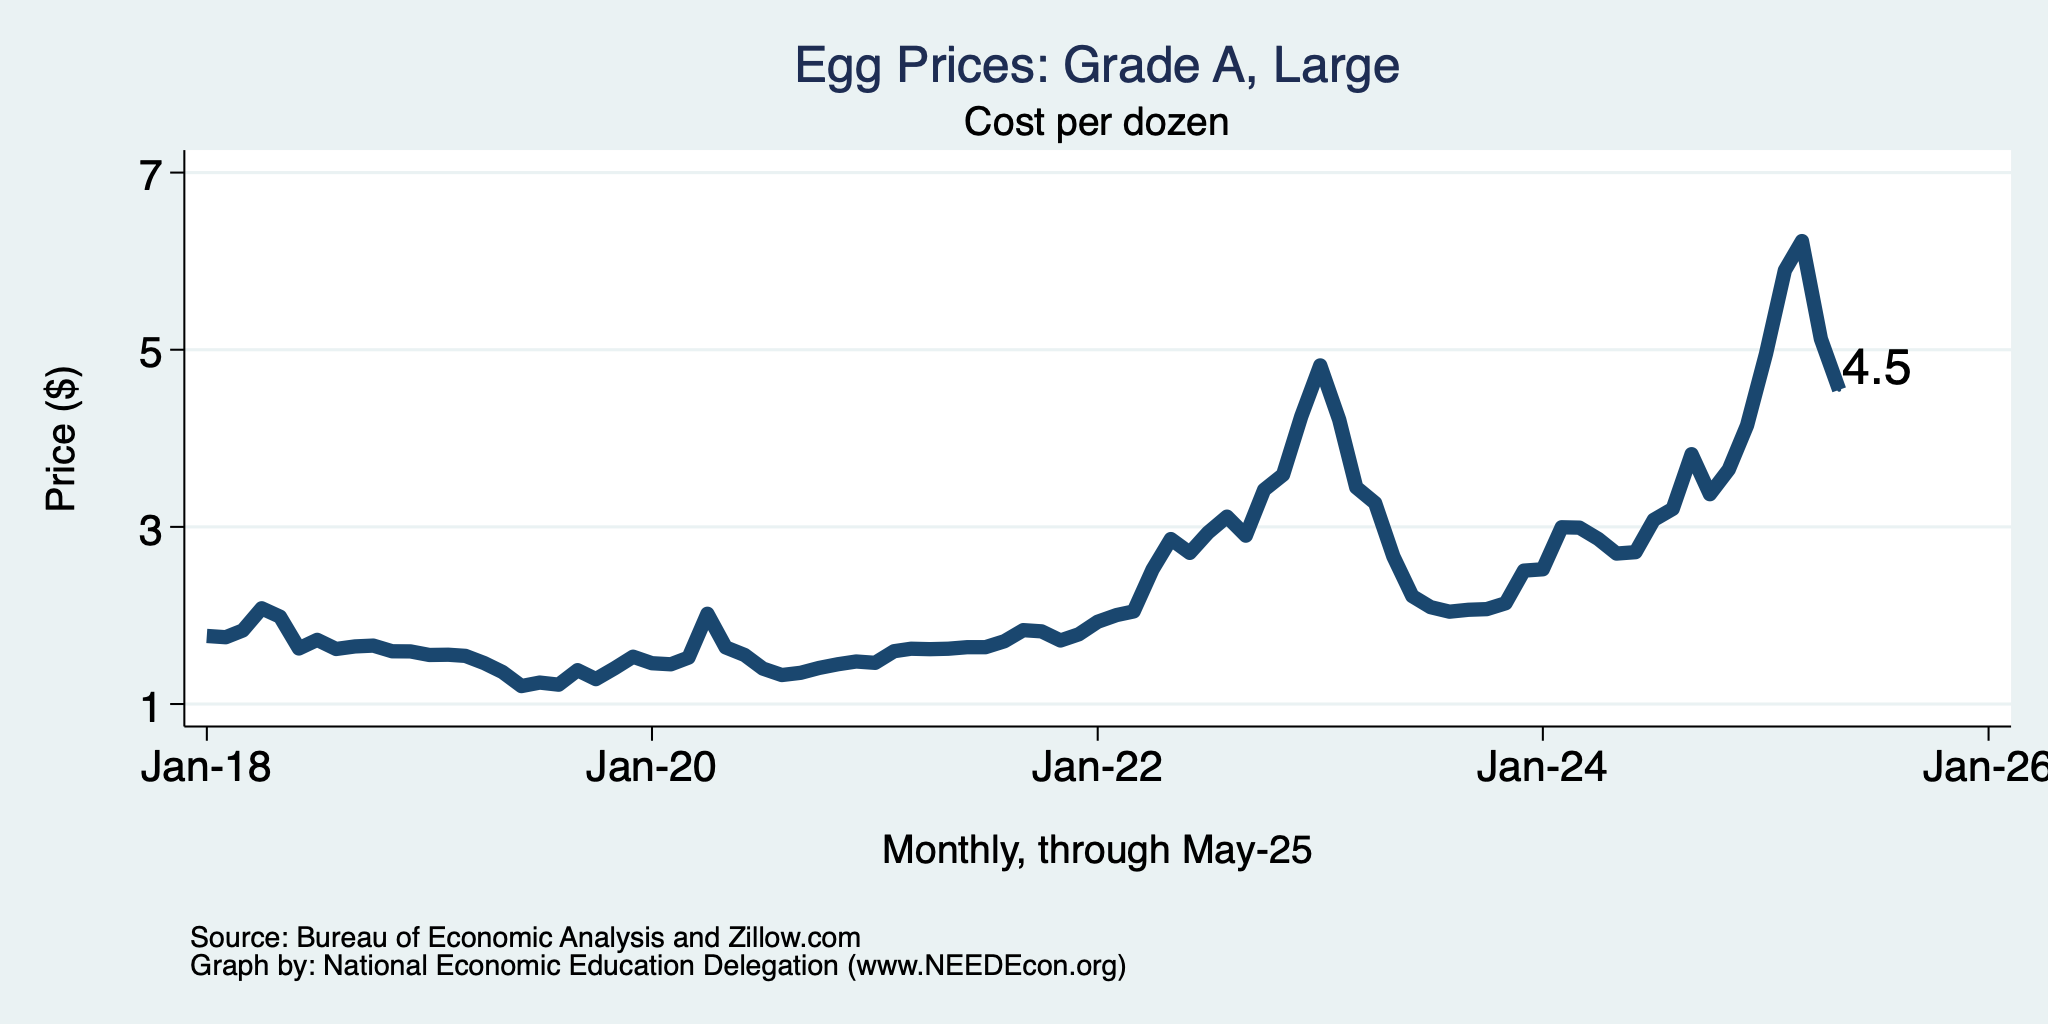 Egg Prices: Grade A, Large
Cost per dozen
Price ($)
7
5
3
1
4.5
Jan-18 Jan-20 Jan-22 Jan-24 Jan-26
Monthly, through May-25
Source: Bureau of Economic Analysis and Zillow.com
Graph by: National Economic Education Delegation (www.NEEDEcon.org)